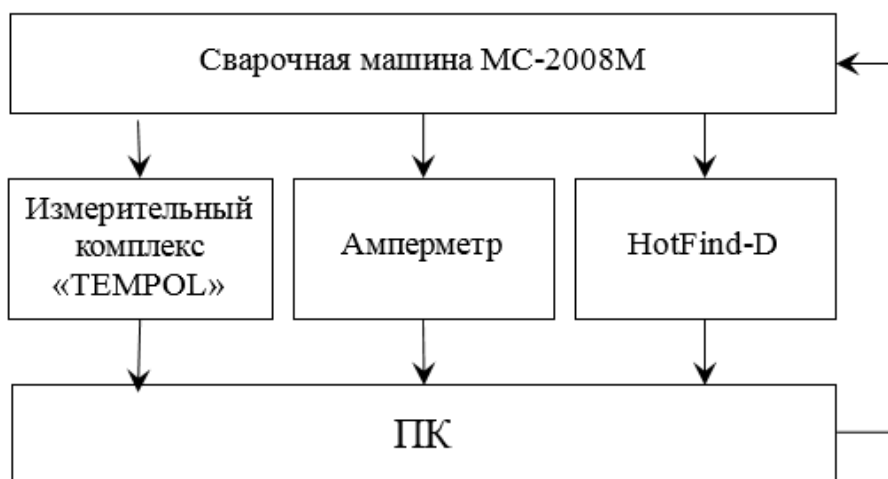 Сварочная машина МС-2008М
Измерительный
комплекс
«TEMPOL»
Амперметр
HotFind-D
ПК